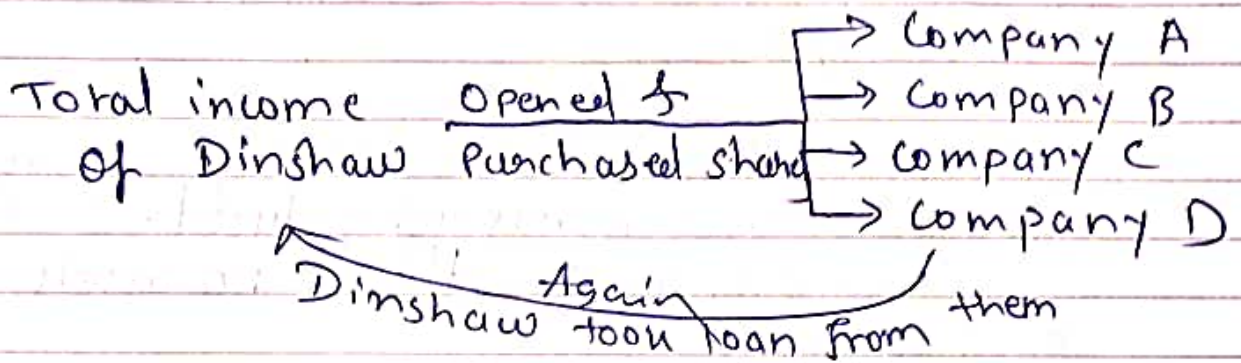 Company A
Total income Opened & Company B
of Dinshaw Purchased share Company C
Company D
Again
Dinshaw took loan from them